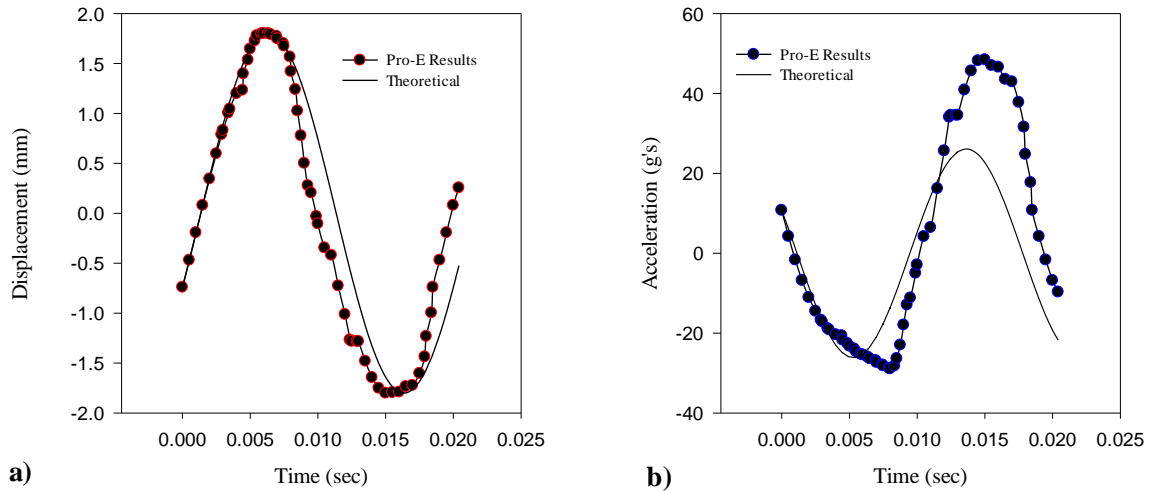 2.0
1.5
1.0
0.5
0.0
-0.5
-1.0
-1.5
-2.0
Displacement (mm)
Pro-E Results
Theoretical
0.000 0.005 0.010 0.015 0.020 0.025
Time (sec)
a)
60
40
20
0
-20
-40
Acceleration (g's)
Pro-E Results
Theoretical
0.000 0.005 0.010 0.015 0.020 0.025
Time (sec)
b)